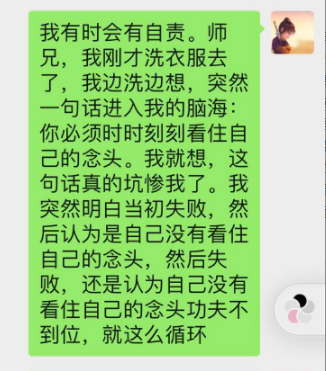 我有时会有自责。师
兄，我刚才洗衣服去
了，我边洗边想，突然
一句话进入我的脑海：
你必须时时刻刻看住自
己的念头。我就想，这
句话真的坑惨我了。我
突然明白当初失败，然
后认为是自己没有看住
自己的念头，然后失
败，还是认为自己没有
看住自己的念头功夫不
到位，就这么循环